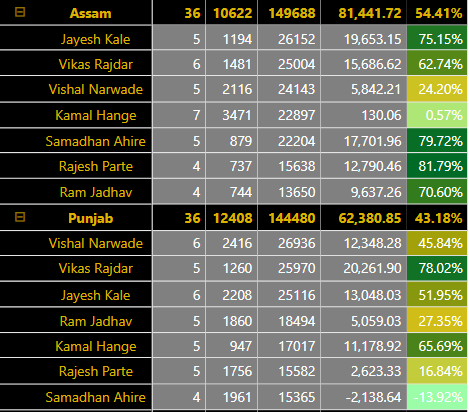 Assam 36 10622 149688 81,441.72 54.41%
Jayesh Kale 5 1194 26152 19,653.15 75.15%
Vikas Rajdar 6 1481 25004 15,686.62 62.74%
Vishal Narwade 5 2116 24143 5,842.21 24.20%
Kamal Hange 7 3471 22897 130.06 0.57%
Samadhan Ahire 5 879 22204 17,701.96 79.72%
Rajesh Parte 4 737 15638 12,790.46 81.79%
Ram Jadhav 4 744 13650 9,637.26 70.60%
Punjab 36 12408 144480 62,380.85 43.18%
Vishal Narwade 6 2416 26936 12,348.28 45.84%
Vikas Rajdar 5 1260 25970 20,261.90 78.02%
Jayesh Kale 6 2208 25116 13,048.03 51.95%
Ram Jadhav 5 1860 18494 5,059.03 27.35%
Kamal Hange 5 947 17017 11,178.92 65.69%
Rajesh Parte 5 1756 15582 2,623.33 16.84%
Samadhan Ahire 4 1961 15365 -2,138.64 -13.92%